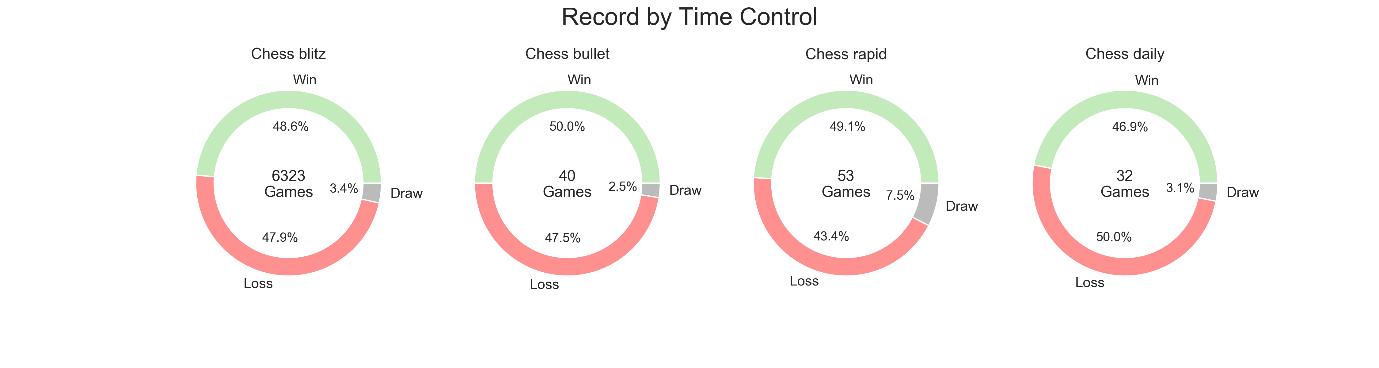 Record by Time Control
Chess blitz
Win
48.6%
6323
Games
3.4%
Draw
47.9%
Loss
Chess bullet
Win
50.0%
40
Games
2.5%
Draw
47.5%
Loss
Chess rapid
Win
49.1%
53
Games
7.5%
Draw
43.4%
Loss
Chess daily
Win
46.9%
32
Games
3.1%
Draw
50.0%
Loss